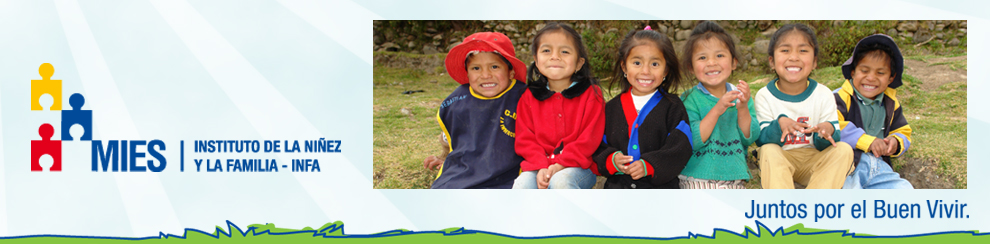 MIES
INSTITUTO DE LA NIÑEZ
Y LA FAMILIA - INFA
Juntos por el Buen Vivir.